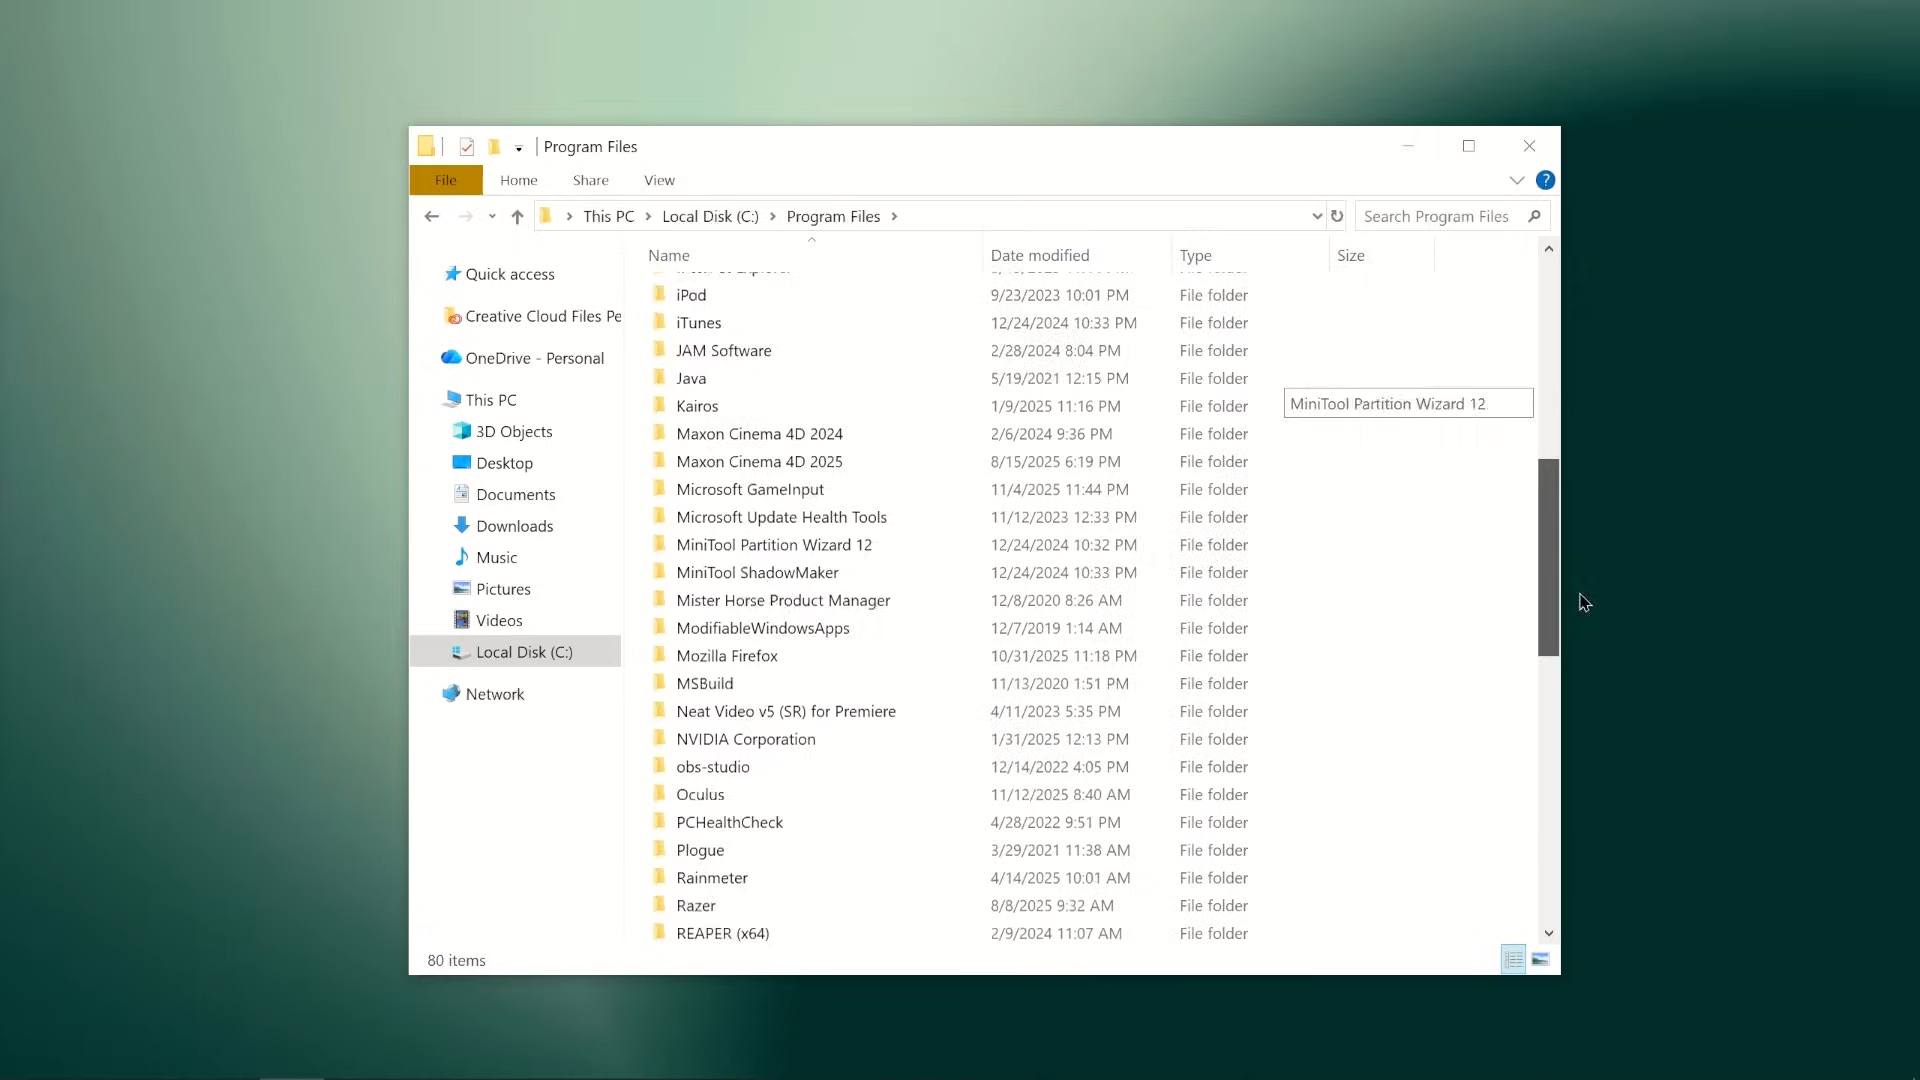 Program Files
File Home Share View
This PC Local Disk (C:) Program Files Search Program Files
Name Date modified Type Size
Quick access
Creative Cloud Files Pe
OneDrive - Personal
This PC
3D Objects
Desktop
Documents
Downloads
Music
Pictures
Videos
Local Disk (C:)
Network
iPod 9/23/2023 10:01 PM File folder
iTunes 12/24/2024 10:33 PM File folder
JAM Software 2/28/2024 8:04 PM File folder
Java 5/19/2021 12:15 PM File folder
Kairos 1/9/2025 11:16 PM File folder
MiniTool Partition Wizard 12
Maxon Cinema 4D 2024 2/6/2024 9:36 PM File folder
Maxon Cinema 4D 2025 8/15/2025 6:19 PM File folder
Microsoft GameInput 11/4/2025 11:44 PM File folder
Microsoft Update Health Tools 11/12/2023 12:33 PM File folder
MiniTool Partition Wizard 12 12/24/2024 10:32 PM File folder
MiniTool ShadowMaker 12/24/2024 10:33 PM File folder
Mister Horse Product Manager 12/8/2020 8:26 AM File folder
ModifiableWindowsApps 12/7/2019 1:14 AM File folder
Mozilla Firefox 10/31/2025 11:18 PM File folder
MSBuild 11/13/2020 1:51 PM File folder
Neat Video v5 (SR) for Premiere 4/11/2023 5:35 PM File folder
NVIDIA Corporation 1/31/2025 12:13 PM File folder
obs-studio 12/14/2022 4:05 PM File folder
Oculus 11/12/2025 8:40 AM File folder
PCHealthCheck 4/28/2022 9:51 PM File folder
Plogue 3/29/2021 11:38 AM File folder
Rainmeter 4/14/2025 10:01 AM File folder
Razer 8/8/2025 9:32 AM File folder
REAPER (x64) 2/9/2024 11:07 AM File folder
80 items